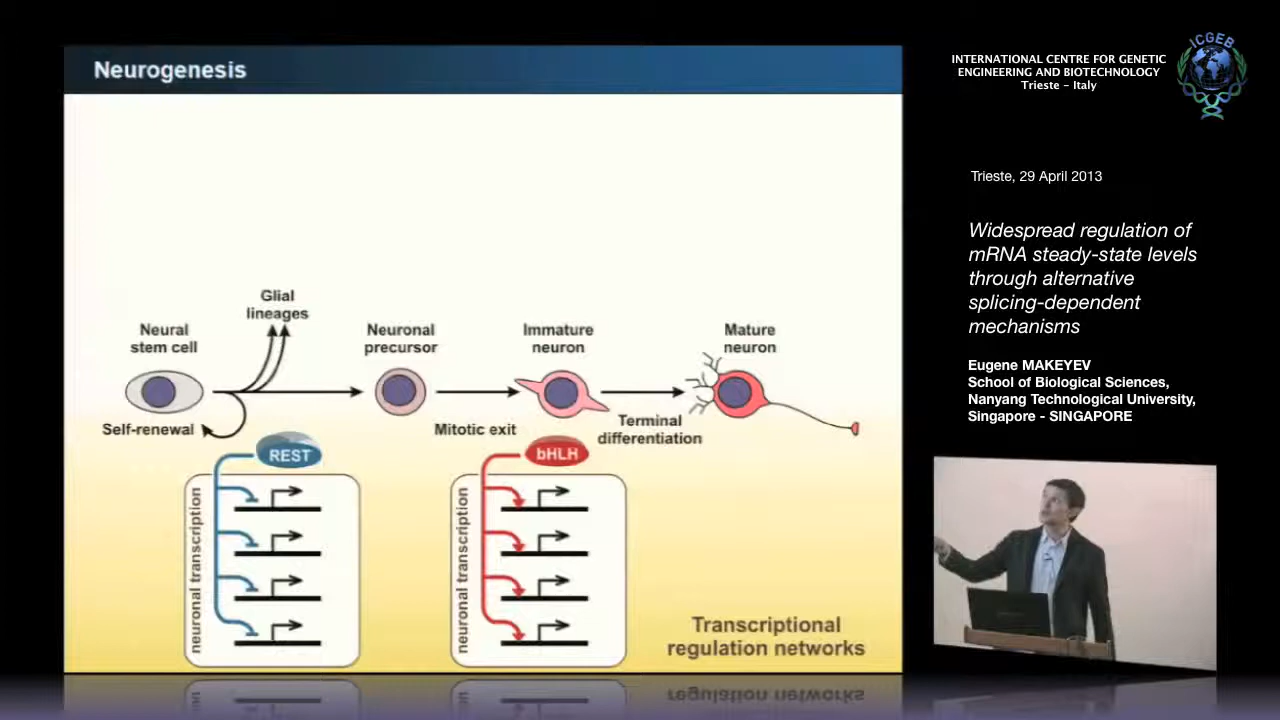 Neurogenesis
Glial
lineages
Neural
stem cell
Neuronal
precursor
Immature
neuron
Mature
neuron
Self-renewal
Mitotic exit
Terminal
differentiation
REST
bHLH
neuronal transcription
neuronal transcription
Transcriptional
regulation networks
ICGEB
INTERNATIONAL CENTRE FOR GENETIC
ENGINEERING AND BIOTECHNOLOGY
Trieste - Italy
Trieste, 29 April 2013
Widespread regulation of
mRNA steady-state levels
through alternative
splicing-dependent
mechanisms
Eugene MAKEYEV
School of Biological Sciences,
Nanyang Technological University,
Singapore - SINGAPORE